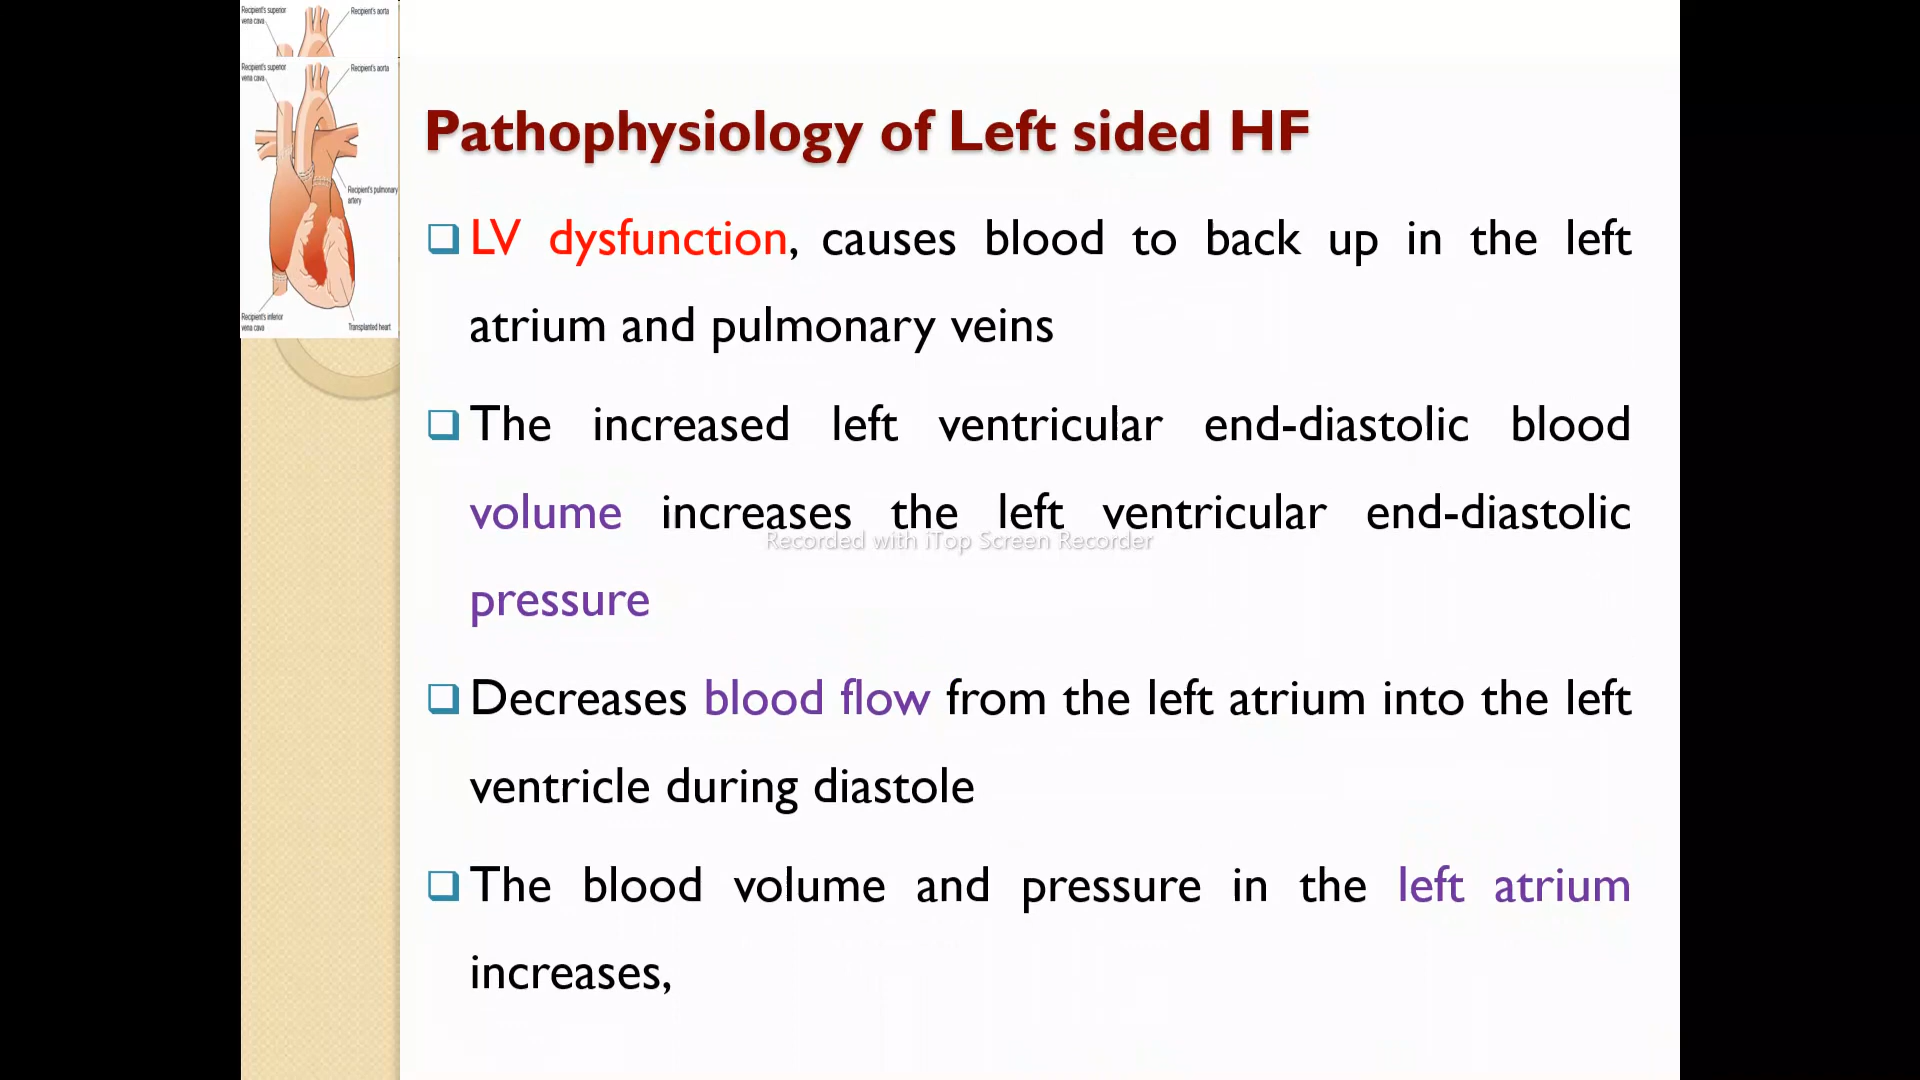 Recipient's superior
vena cava
Recipient's aorta
Recipient's superior
vena cava
Recipient's aorta
Recipient's pulmonary
artery
Recipient's inferior
vena cava
Transplanted heart
Pathophysiology of Left sided HF
LV dysfunction, causes blood to back up in the left
atrium and pulmonary veins
The increased left ventricular end-diastolic blood
volume increases the left ventricular end-diastolic
pressure
Recorded with iTop Screen Recorder
Decreases blood flow from the left atrium into the left
ventricle during diastole
The blood volume and pressure in the left atrium
increases,